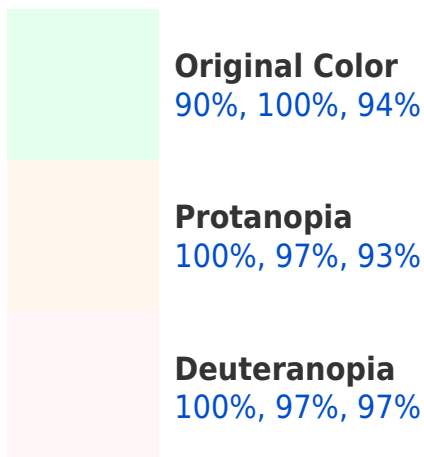 Original Color
90%, 100%, 94%
Protanopia
100%, 97%, 93%
Deuteranopia
100%, 97%, 97%